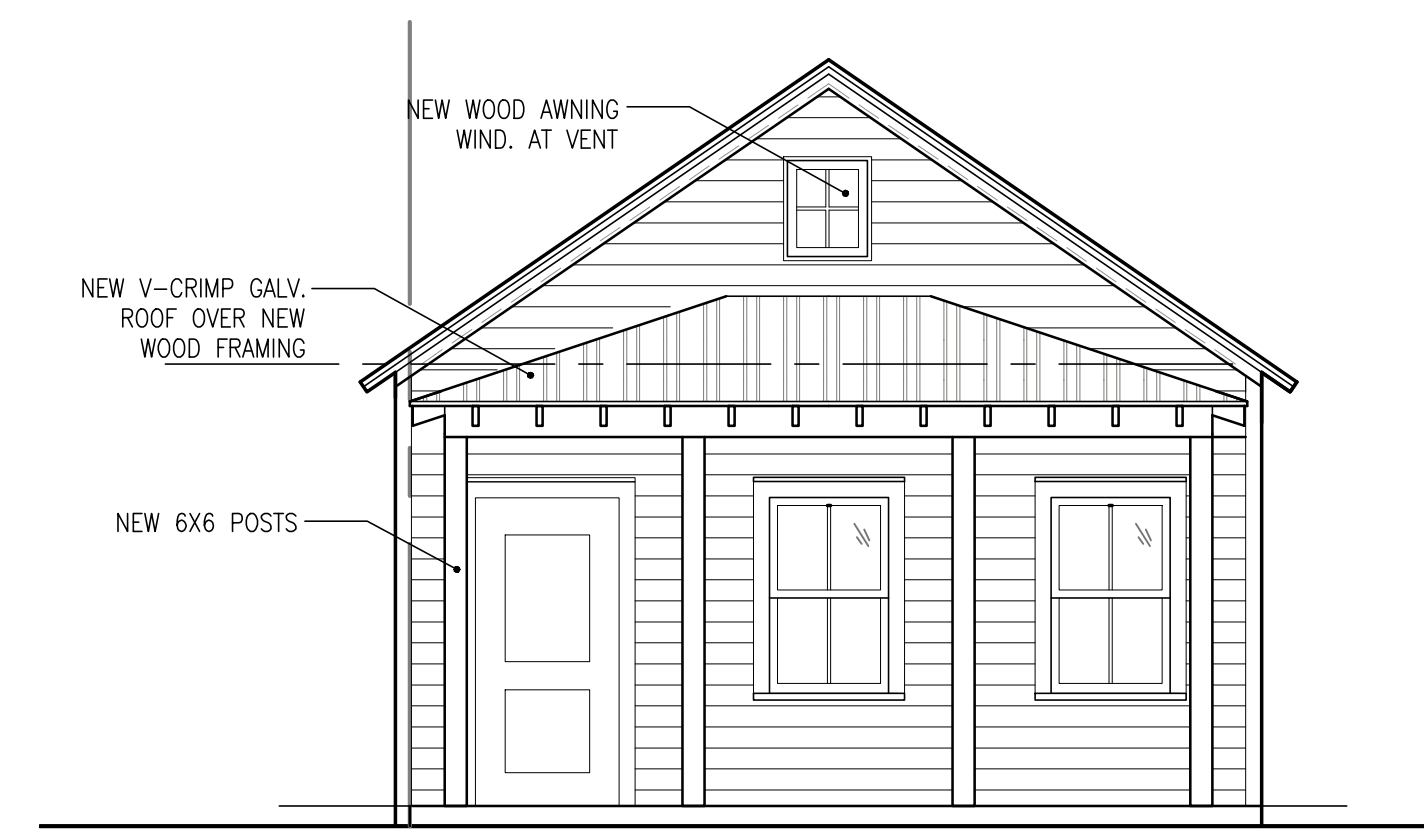 NEW WOOD AWNING
WIND. AT VENT
NEW V-CRIMP GALV.
ROOF OVER NEW
WOOD FRAMING
NEW 6X6 POSTS